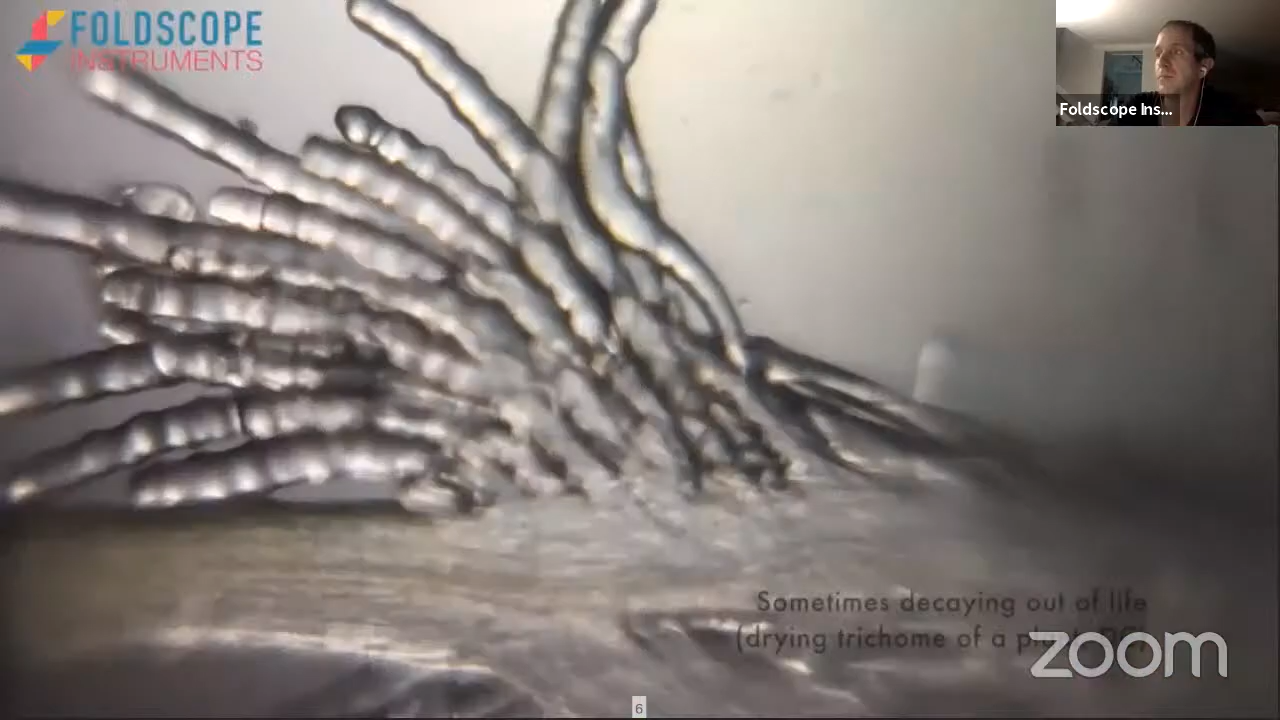 FOLDSCOPE
INSTRUMENTS
Foldscope Ins...
Sometimes decaying out of life
(drying trichome of a
zoom
6